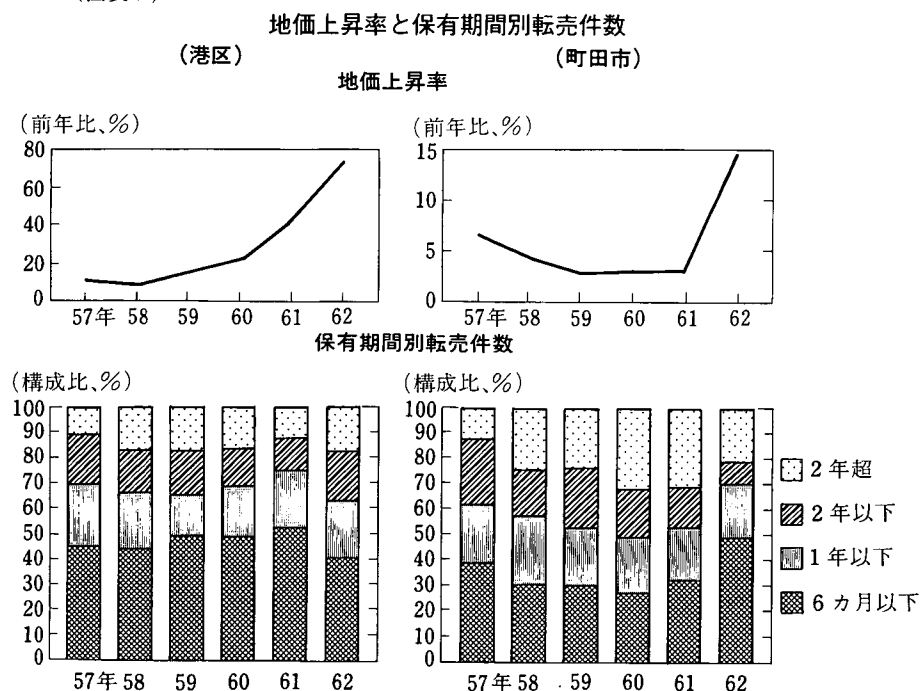 地価上昇率と保有期間別転売件数
(港区) (町田市)
地価上昇率
(前年比、%) (前年比、%)
80
60
40
20
0
57年 58 59 60 61 62
15
10
5
0
57年 58 59 60 61 62
保有期間別転売件数
(構成比、%) (構成比、%)
100
90
80
70
60
50
40
30
20
10
0
57年 58 59 60 61 62
100
90
80
70
60
50
40
30
20
10
0
57年 58 59 60 61 62
2年超
2年以下
1年以下
6カ月以下